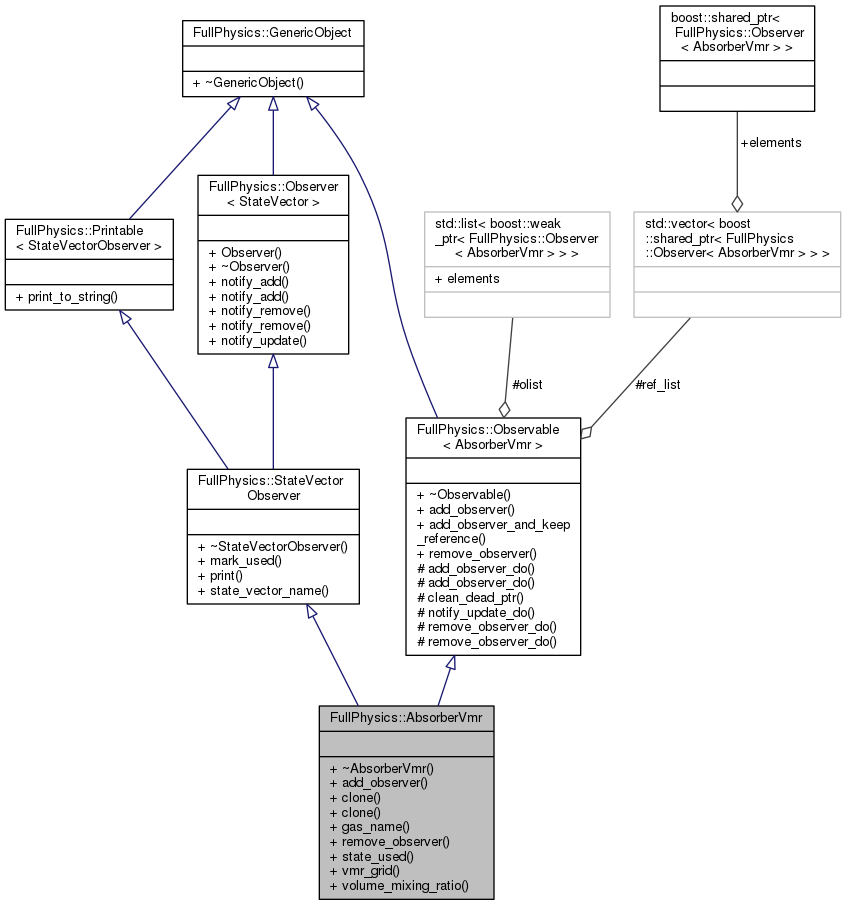 FullPhysics::GenericObject
+ ~GenericObject()
boost::shared_ptr<
FullPhysics::Observer
< AbsorberVmr > >
+elements
FullPhysics::Printable
< StateVectorObserver >
+ print_to_string()
FullPhysics::Observer
< StateVector >
+ Observer()
+ ~Observer()
+ notify_add()
+ notify_add()
+ notify_remove()
+ notify_remove()
+ notify_update()
std::list< boost::weak
_ptr< FullPhysics::Observer
< AbsorberVmr > > >
+ elements
std::vector< boost
::shared_ptr< FullPhysics
::Observer< AbsorberVmr > > >
#olist
#ref_list
FullPhysics::StateVector
Observer
+ ~StateVectorObserver()
+ mark_used()
+ print()
+ state_vector_name()
FullPhysics::Observable
< AbsorberVmr >
+ ~Observable()
+ add_observer()
+ add_observer_and_keep
_reference()
+ remove_observer()
# add_observer_do()
# add_observer_do()
# clean_dead_ptr()
# notify_update_do()
# remove_observer_do()
# remove_observer_do()
FullPhysics::AbsorberVmr
+ ~AbsorberVmr()
+ add_observer()
+ clone()
+ clone()
+ gas_name()
+ remove_observer()
+ state_used()
+ vmr_grid()
+ volume_mixing_ratio()